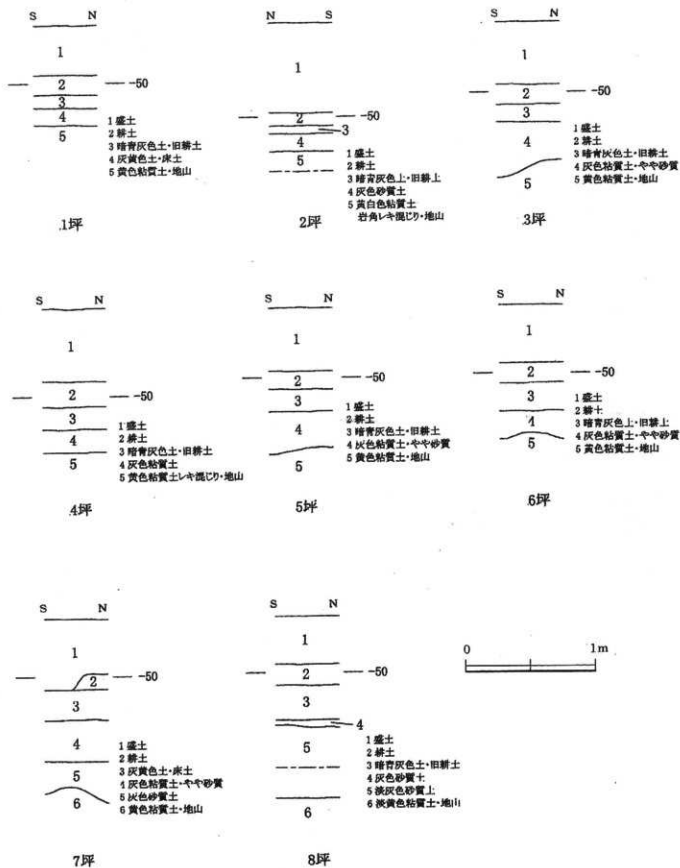 S N
1
2 -50
3
4
5
1 盛土
2 耕土
3 暗青灰色土・旧耕土
4 灰黄色土・床土
5 黄色粘質土・地山
1坪
N S
1
2 -50
3
4
5
1 盛土
2 耕土
3 暗青灰色上・旧耕上
4 灰色砂質土
5 黄白色粘質土
岩角レキ混じり・地山
2坪
S N
1
2 -50
3
4
5
1 盛土
2 耕土
3 暗青灰色土・旧耕土
4 灰色粘質土・やや砂質
5 黄色粘質土・地山
3坪
S N
1
2 -50
3
4
5
1 盛土
2 耕土
3 暗青灰色土・旧耕土
4 灰色粘質土
5 黄色粘質土レキ混じり・地山
4坪
S N
1
2 -50
3
4
5
1 盛土
2 耕土
3 暗青灰色土・旧耕土
4 灰色粘質土・やや砂質
5 黄色粘質土・地山
5坪
S N
1
2 -50
3
4
5
1 盛土
2 耕土
3 暗青灰色上・旧耕上
4 灰色粘質土・やや砂質
5 黄色粘質土・地山
6坪
S N
1
2 -50
3
4
5
6
1 盛土
2 耕土
3 灰黄色土・床土
4 灰色粘質土・やや砂質
5 灰色砂質土
6 黄色粘質土・地山
7坪
S N
1
2 -50
3
4
5
6
1 盛土
2 耕土
3 暗青灰色土・旧耕土
4 灰色砂質土
5 淡灰色砂質上
6 淡黄色粘質土・地山
8坪
0 1m